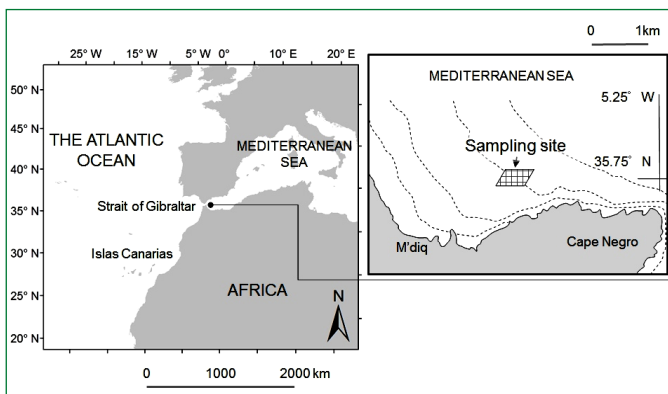 25° W 20° 10° 5° W 0° 10° E 20° E
50° N
45° N
40° N
35° N
30° N
25° N
20° N
THE ATLANTIC
OCEAN
MEDITERRANEAN
SEA
Strait of Gibraltar
Islas Canarias
AFRICA
N
0 1000 2000 km
0 1km
MEDITERRANEAN SEA
5.25° W
Sampling site
35.75° N
M'diq
Cape Negro